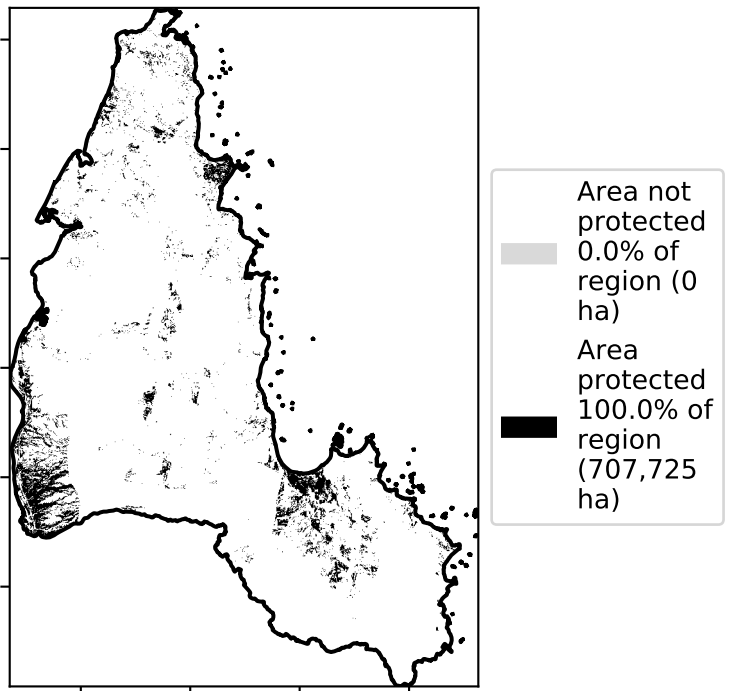 Area not
protected
0.0% of
region (0
ha)
Area
protected
100.0% of
region
(707,725
ha)